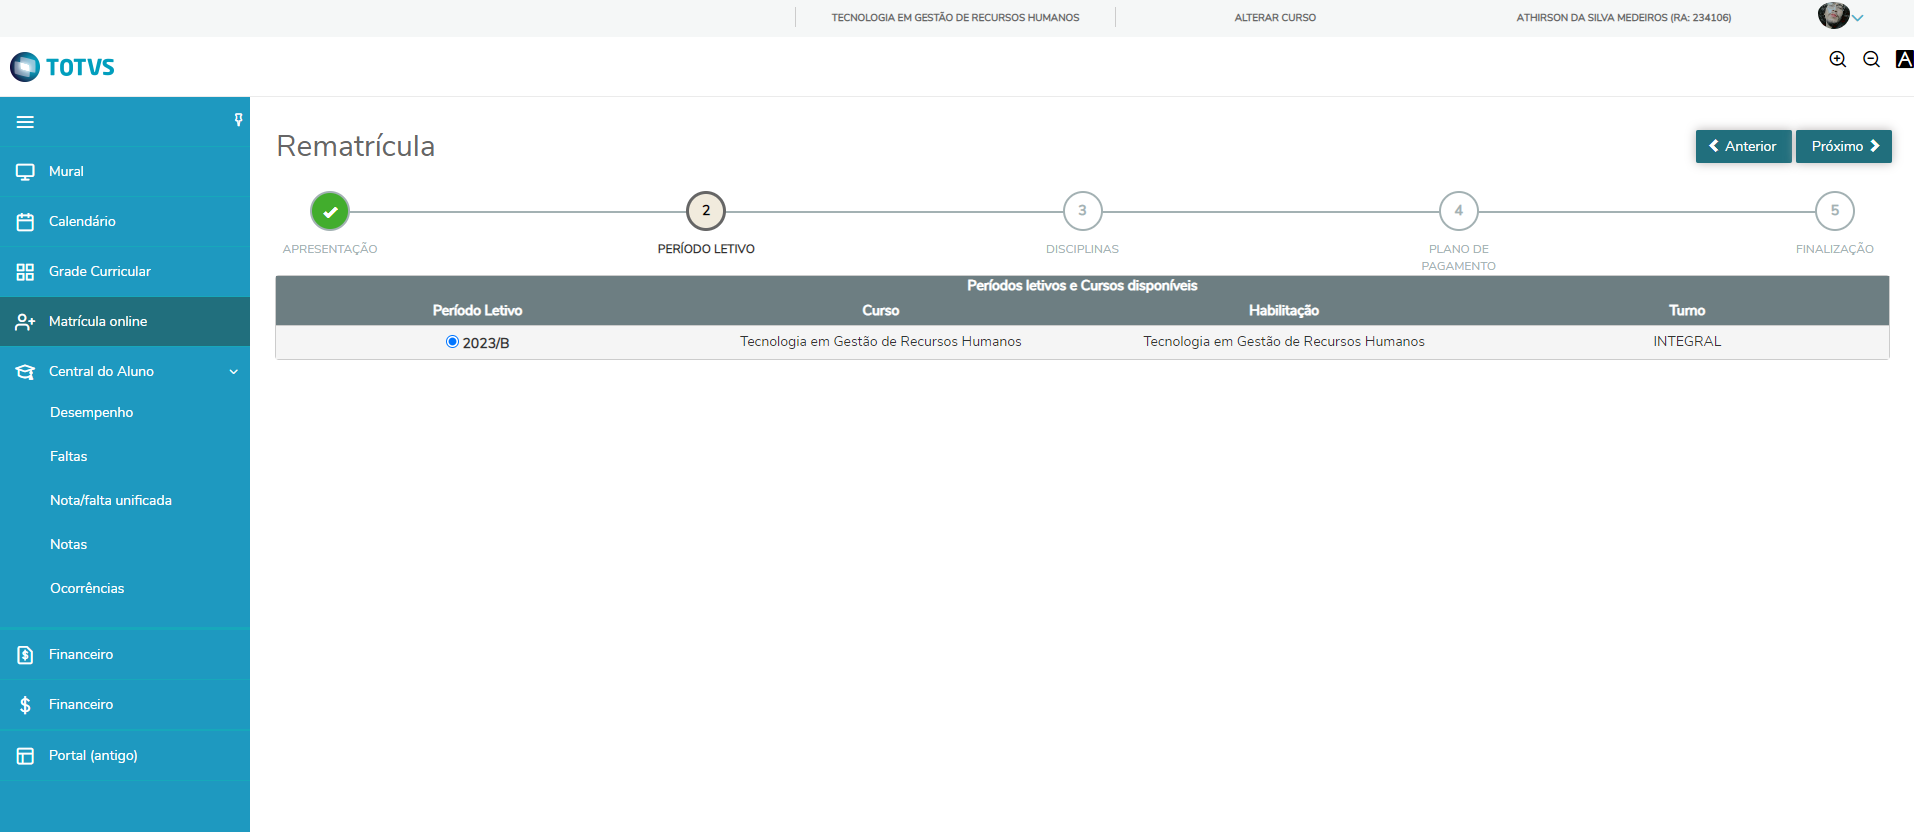 TECNOLOGIA EM GESTÃO DE RECURSOS HUMANOS
ALTERAR CURSO
ATHIRSON DA SILVA MEDEIROS (RA: 234106)
TOTVS
A
Mural
Calendário
Grade Curricular
Matrícula online
Central do Aluno
Desempenho
Faltas
Nota/falta unificada
Notas
Ocorrências
Financeiro
Financeiro
Portal (antigo)
Rematrícula
Anterior
Próximo
2
3
4
5
APRESENTAÇÃO
PERÍODO LETIVO
DISCIPLINAS
PLANO DE
PAGAMENTO
FINALIZAÇÃO
Períodos letivos e Cursos disponíveis
Período Letivo Curso Habilitação Turno
2023/B Tecnologia em Gestão de Recursos Humanos Tecnologia em Gestão de Recursos Humanos INTEGRAL